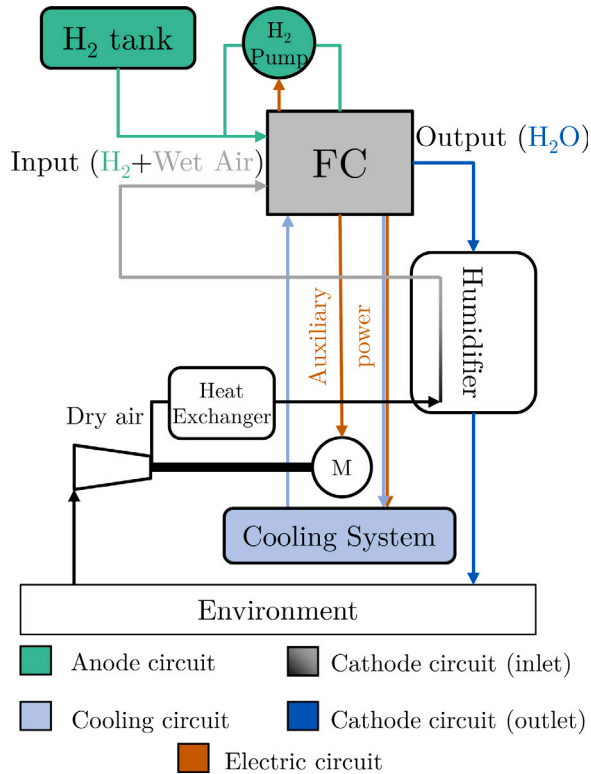 H₂ tank
H₂
Pump
Output (H₂O)
Input (H₂+Wet Air)
FC
Humidifier
Auxiliary
power
Heat
Exchanger
Dry air
M
Cooling System
Environment
Anode circuit
Cathode circuit (inlet)
Cooling circuit
Cathode circuit (outlet)
Electric circuit